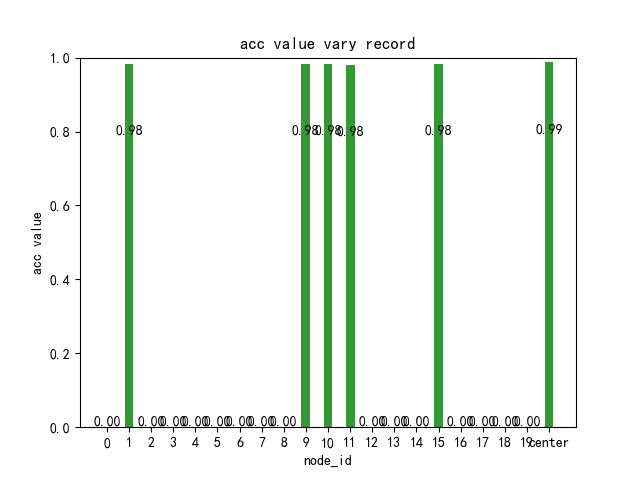 acc value vary record
acc value
1.0
0.8
0.6
0.4
0.2
0.0
0.98 0.98 0.98 0.98 0.98 0.99
0.00 0.00 0.00 0.00 0.00 0.00 0.00 0.00 0.00 0.00 0.00 0.00 0.00 0.00 0.00
0 1 2 3 4 5 6 7 8 9 10 11 12 13 14 15 16 17 18 19 center
node_id